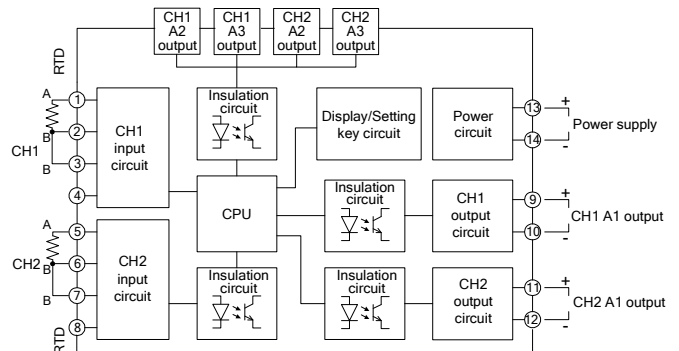 CH1
A2
output
CH1
A3
output
CH2
A2
output
CH2
A3
output
RTD
A
B
B
CH1
1
2
3
4
CH1
input
circuit
Insulation
circuit
Display/Setting
key circuit
Power
circuit
13
14
+
-
Power supply
CPU
Insulation
circuit
CH1
output
circuit
9
10
+
-
CH1 A1 output
A
B
B
CH2
5
6
7
8
RTD
CH2
input
circuit
Insulation
circuit
Insulation
circuit
CH2
output
circuit
11
12
+
-
CH2 A1 output